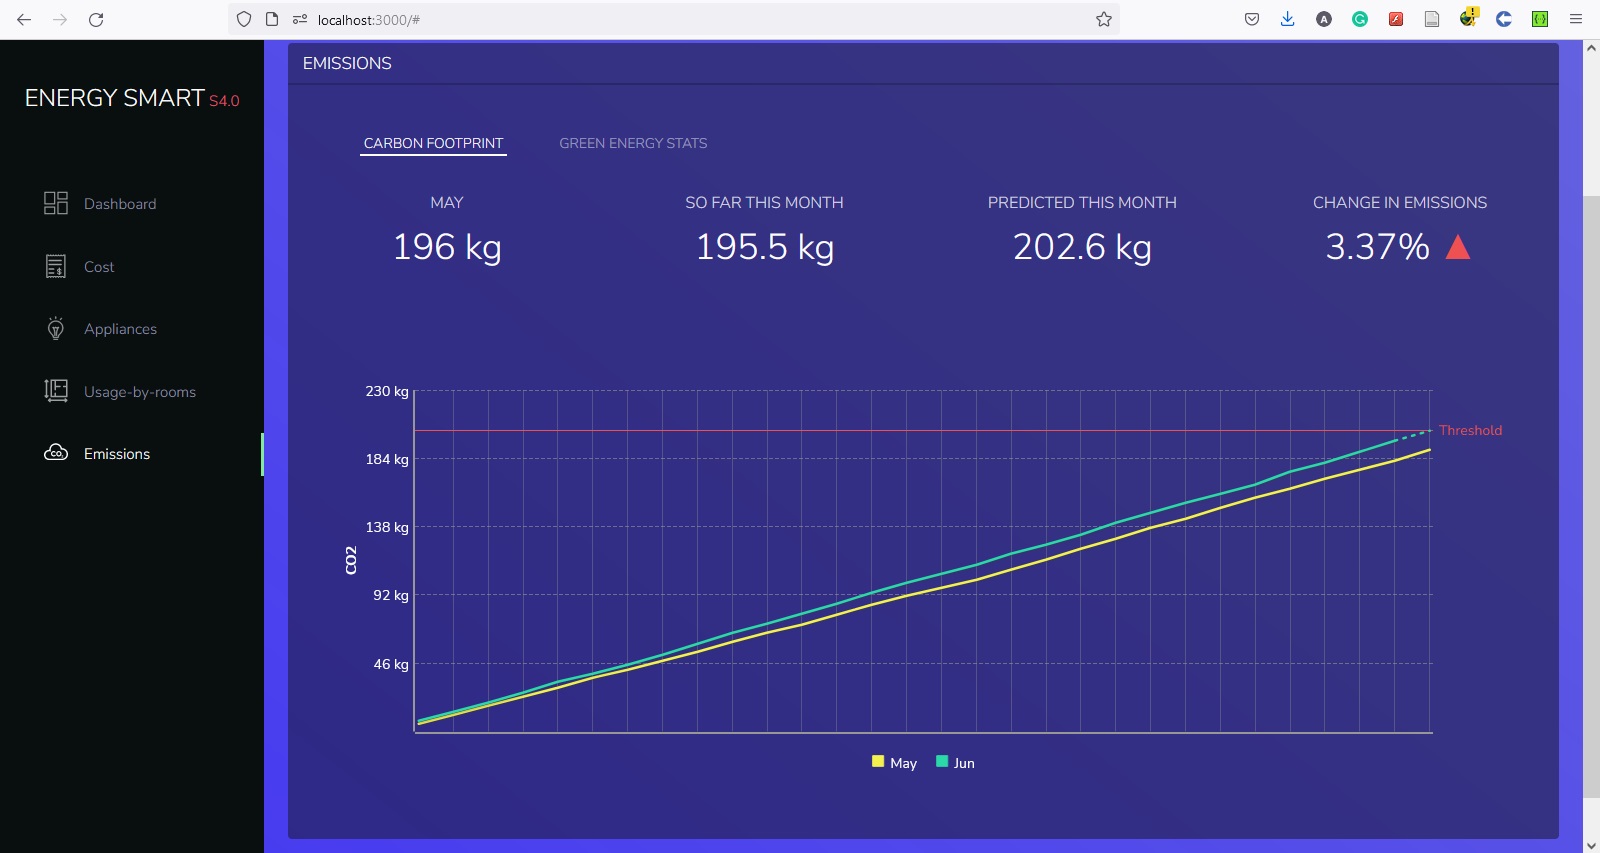 localhost:3000/#
ENERGY SMART S4.0
Dashboard
Cost
Appliances
Usage-by-rooms
Emissions
EMISSIONS
CARBON FOOTPRINT GREEN ENERGY STATS
MAY SO FAR THIS MONTH PREDICTED THIS MONTH CHANGE IN EMISSIONS
196 kg 195.5 kg 202.6 kg 3.37%
230 kg
Threshold
184 kg
138 kg
CO2
92 kg
46 kg
May Jun